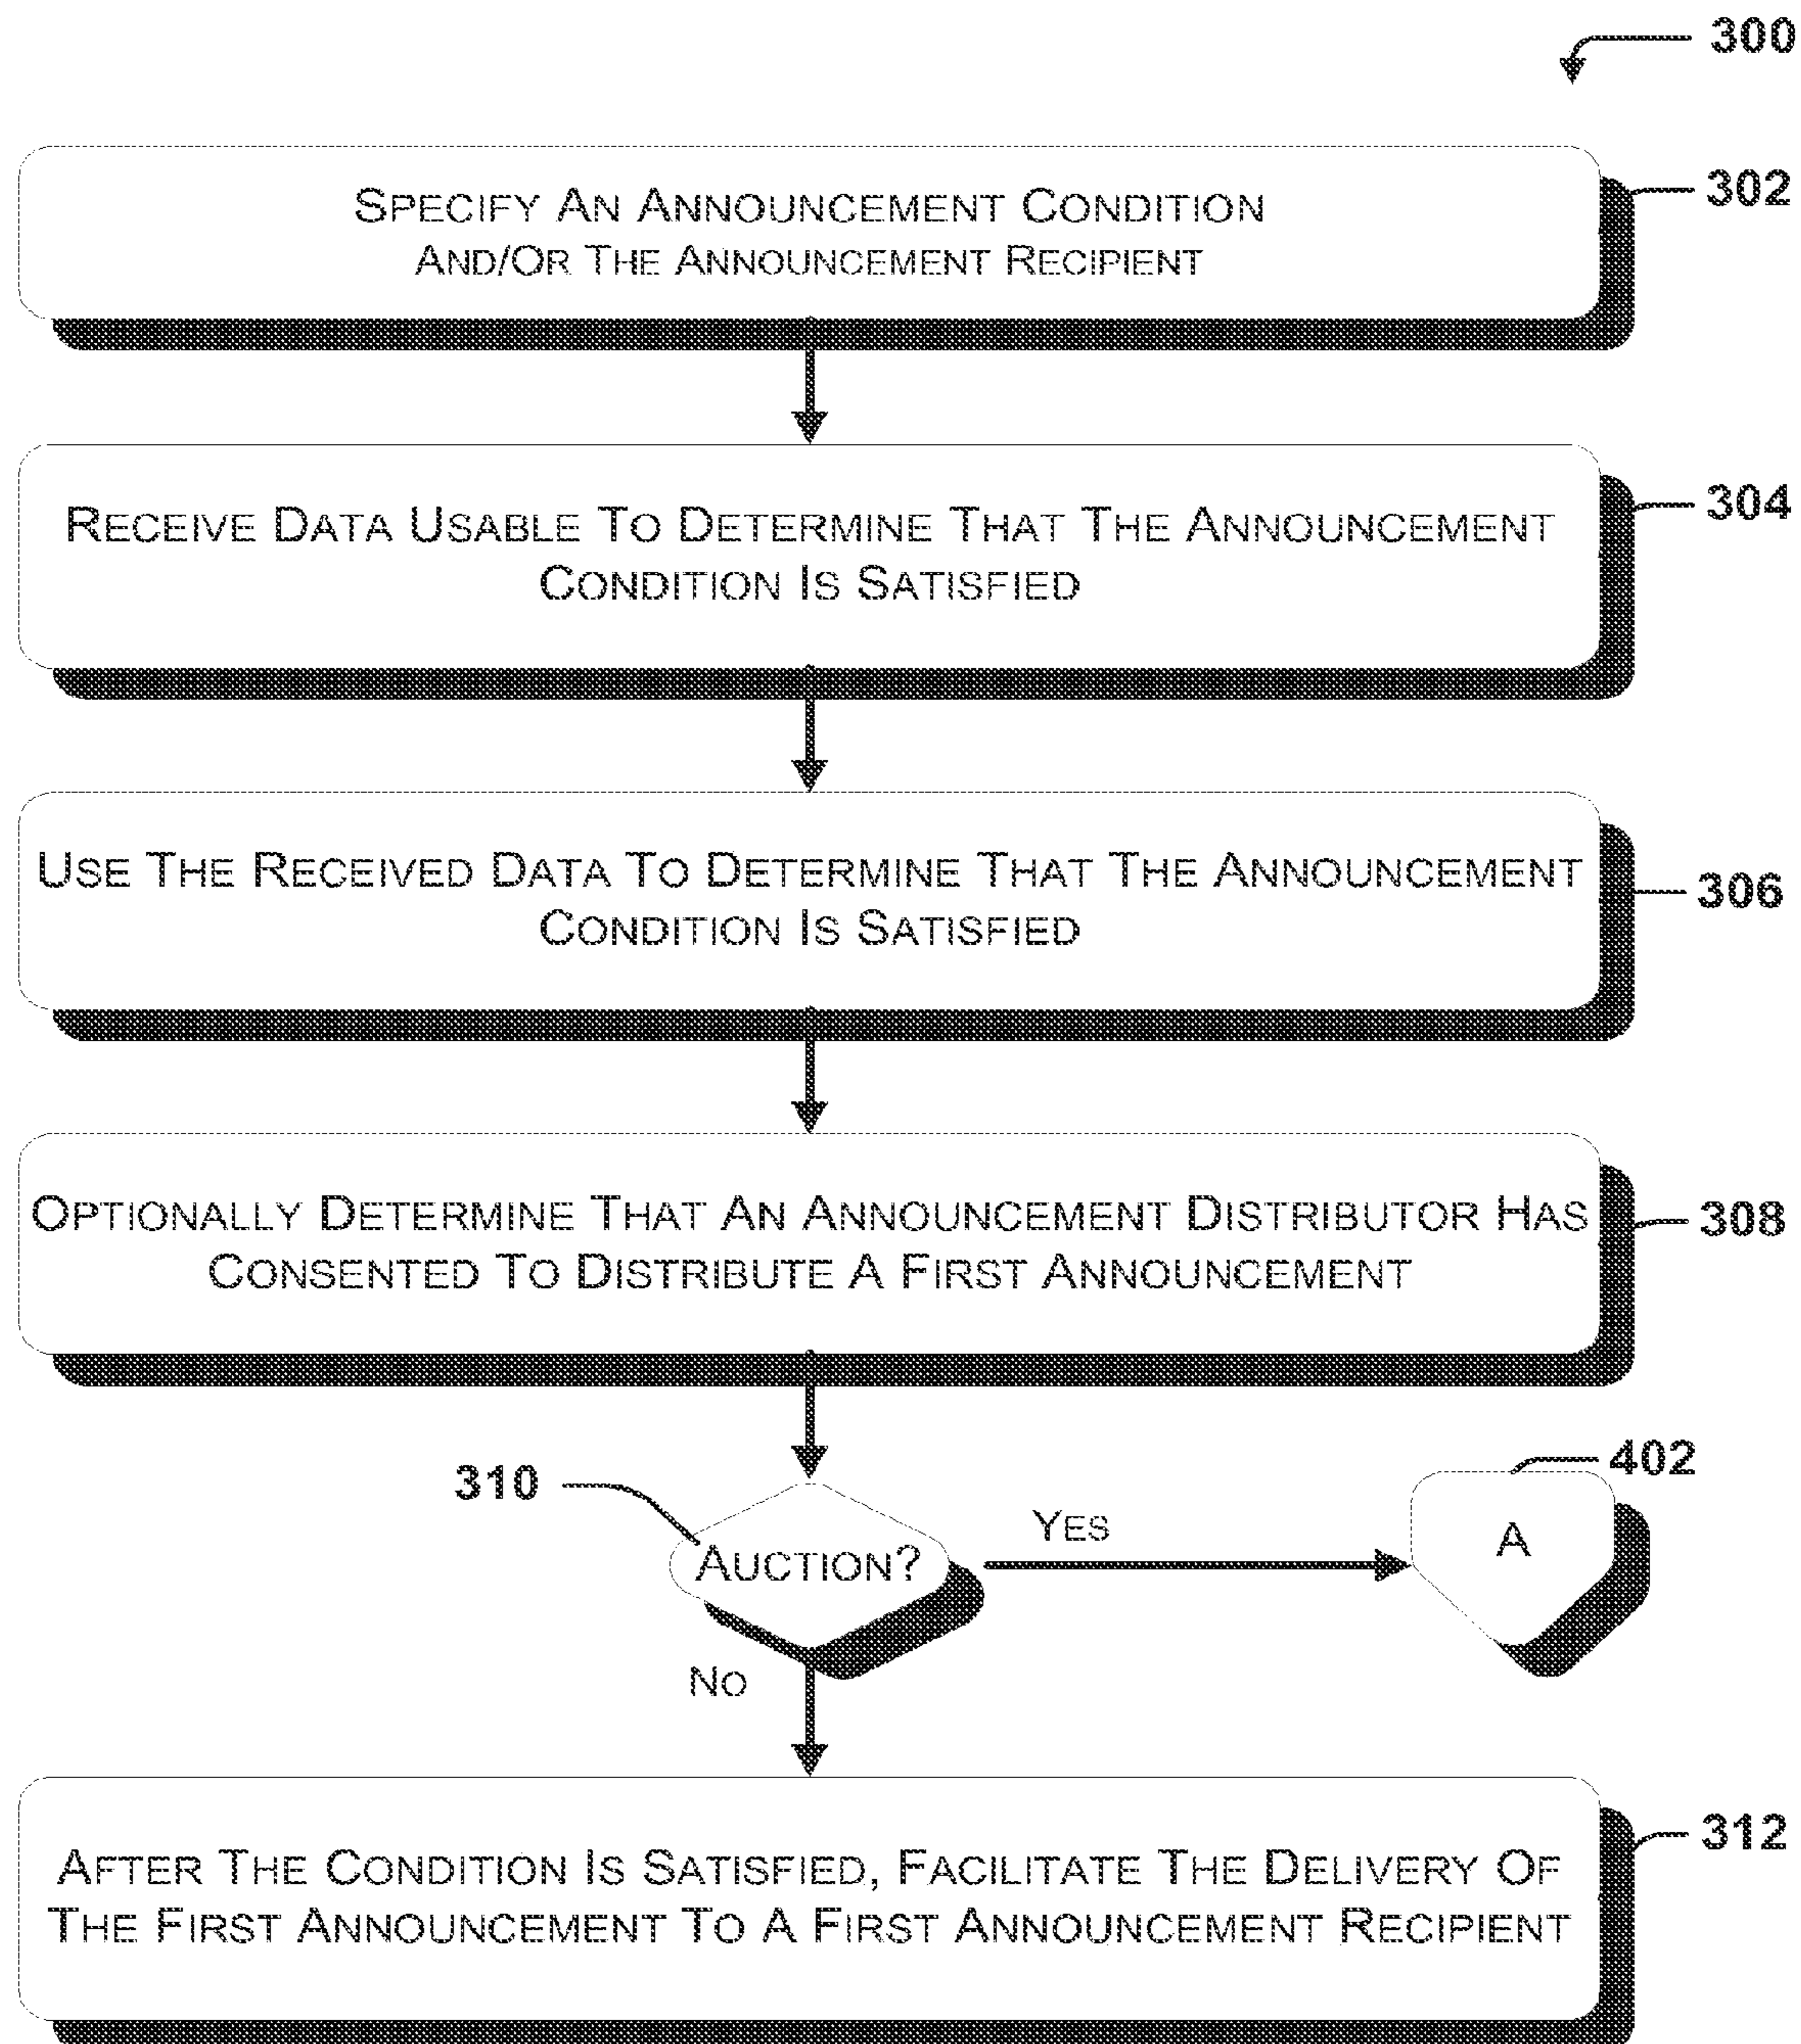 300
SPECIFY AN ANNOUNCEMENT CONDITION
AND/OR THE ANNOUNCEMENT RECIPIENT
302
RECEIVE DATA USABLE TO DETERMINE THAT THE ANNOUNCEMENT
CONDITION IS SATISFIED
304
USE THE RECEIVED DATA TO DETERMINE THAT THE ANNOUNCEMENT
CONDITION IS SATISFIED
306
OPTIONALLY DETERMINE THAT AN ANNOUNCEMENT DISTRIBUTOR HAS
CONSENTED TO DISTRIBUTE A FIRST ANNOUNCEMENT
308
310
AUCTION?
YES
402
A
NO
AFTER THE CONDITION IS SATISFIED, FACILITATE THE DELIVERY OF
THE FIRST ANNOUNCEMENT TO A FIRST ANNOUNCEMENT RECIPIENT
312